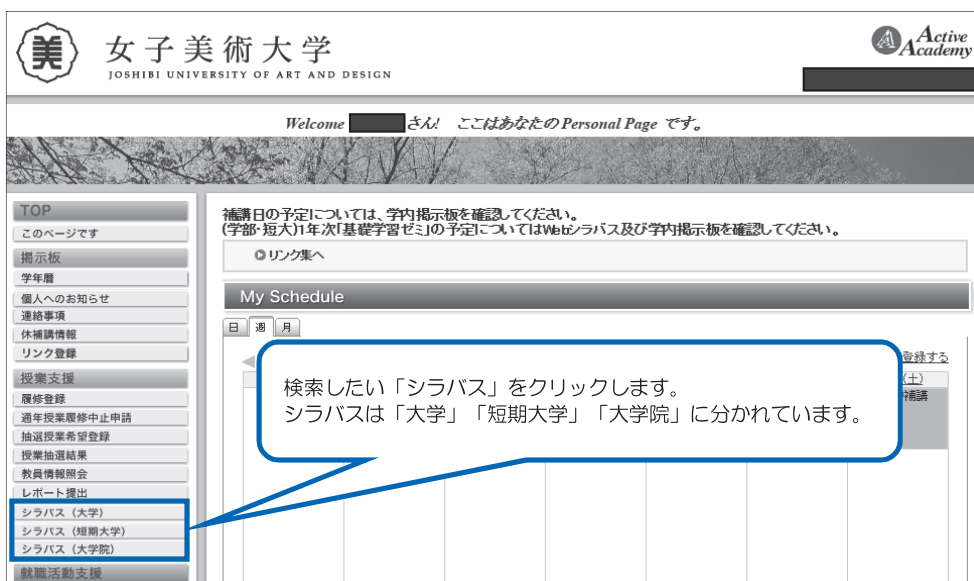 女子美術大学
JOSHIBI UNIVERSITY OF ART AND DESIGN
Active
Academy
Welcome さん! ここはあなたのPersonal Page です。
TOP
このページです
掲示板
学年暦
個人へのお知らせ
連絡事項
休補講情報
リンク登録
授業支援
履修登録
通年授業履修中止申請
抽選授業希望登録
授業抽選結果
教員情報照会
レポート提出
シラバス（大学）
シラバス（短期大学）
シラバス（大学院）
就職活動支援
補講日の予定については、学内掲示板を確認してください。
(学部・短大)1年次「基礎学習ゼミ」の予定についてはWebシラバス及び学内掲示板を確認してください。
リンク集へ
My Schedule
日 週 月
登録する
(土)
補講
検索したい「シラバス」をクリックします。
シラバスは「大学」「短期大学」「大学院」に分かれています。